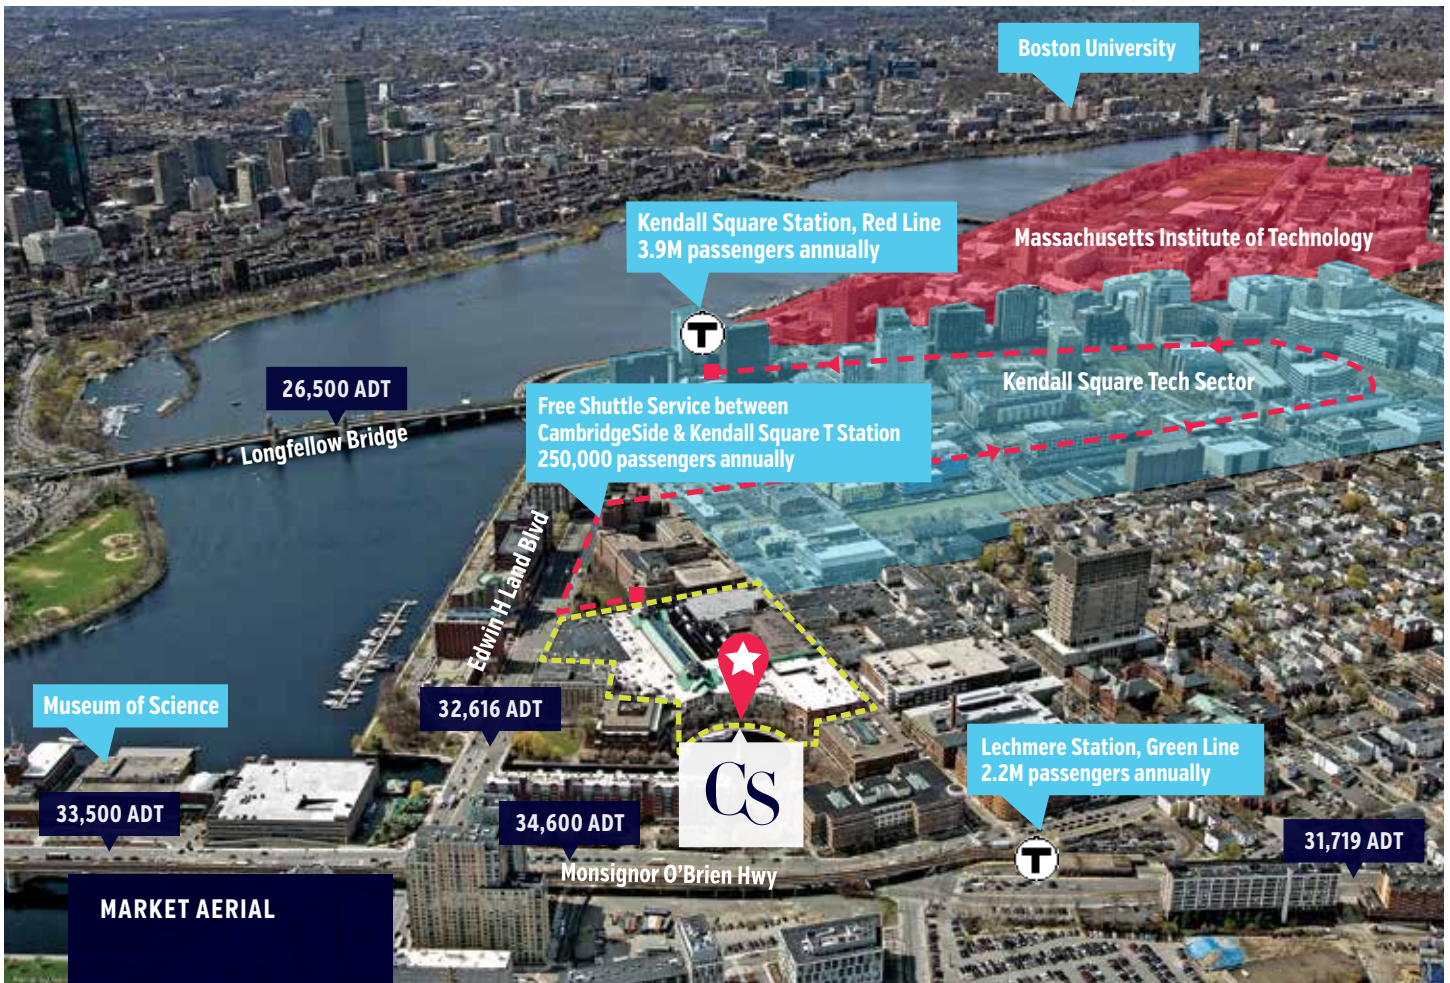 Boston University
Kendall Square Station, Red Line
3.9M passengers annually
Massachusetts Institute of Technology
26,500 ADT
Longfellow Bridge
Kendall Square Tech Sector
Free Shuttle Service between
CambridgeSide & Kendall Square T Station
250,000 passengers annually
T
Edwin H Land Blvd
Museum of Science
32,616 ADT
CS
Lechmere Station, Green Line
2.2M passengers annually
33,500 ADT
34,600 ADT
31,719 ADT
T
Monsignor O'Brien Hwy
MARKET AERIAL